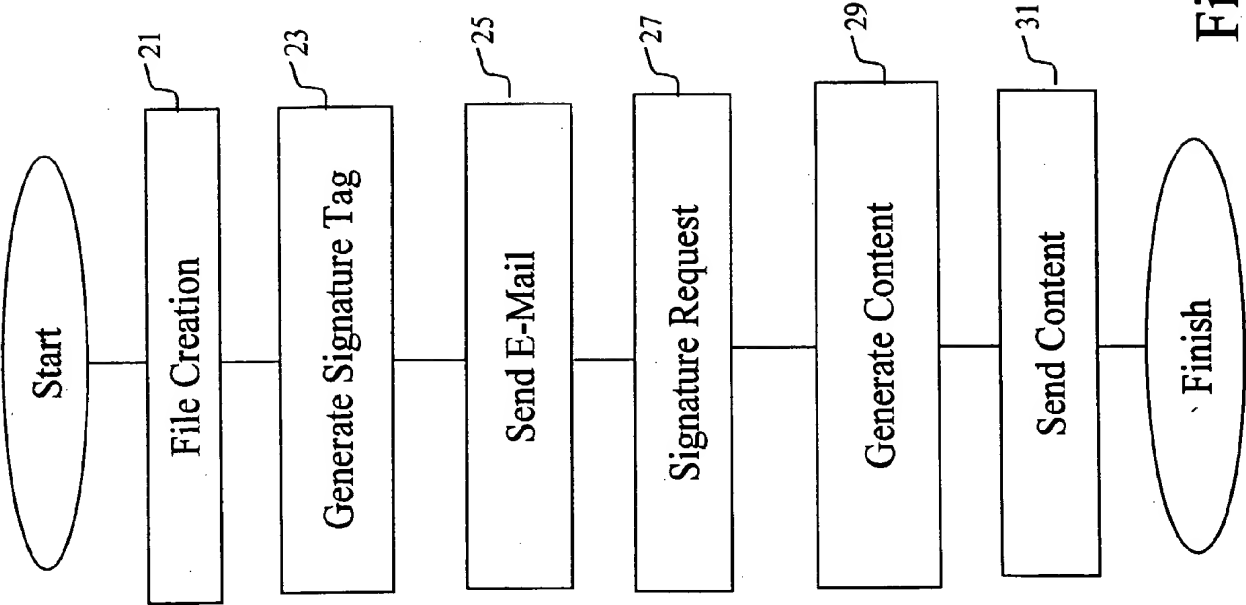 Start
File Creation
21
Generate Signature Tag
23
Send E-Mail
25
Signature Request
27
Generate Content
29
Send Content
31
Finish